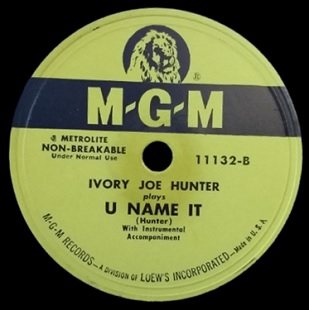 ®
M-G-M
® METROLITE
NON-BREAKABLE
Under Normal Use
11132-B
IVORY JOE HUNTER
plays
U NAME IT
(Hunter)
With Instrumental
Accompaniment
M-G-M RECORDS—A DIVISION OF LOEW'S INCORPORATED.—Made in U.S.A.